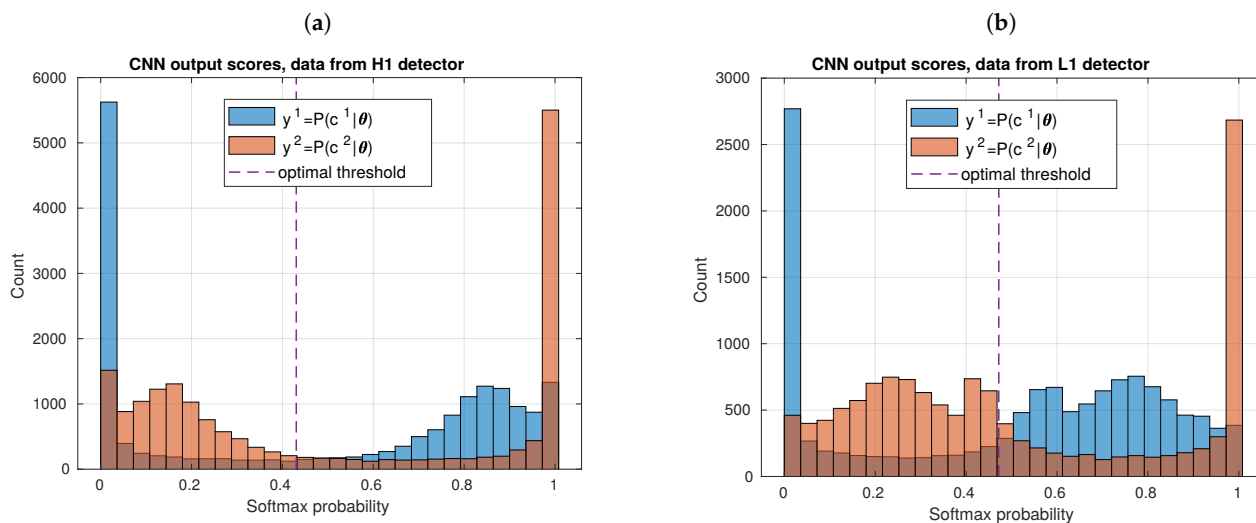 (a)
CNN output scores, data from H1 detector
6000
5000
4000
3000
2000
1000
0
Count
y¹=P(c¹|θ)
y²=P(c²|θ)
optimal threshold
0 0.2 0.4 0.6 0.8 1
Softmax probability
(b)
CNN output scores, data from L1 detector
3000
2500
2000
1500
1000
500
0
Count
y¹=P(c¹|θ)
y²=P(c²|θ)
optimal threshold
0 0.2 0.4 0.6 0.8 1
Softmax probability